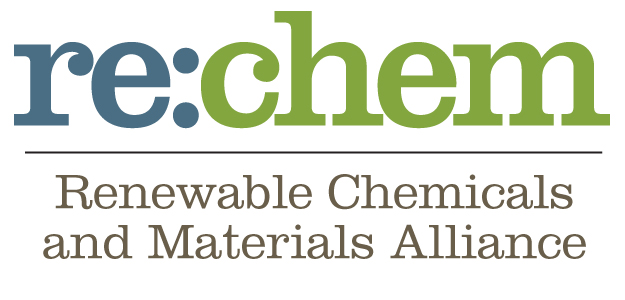 re:chem
Renewable Chemicals
and Materials Alliance